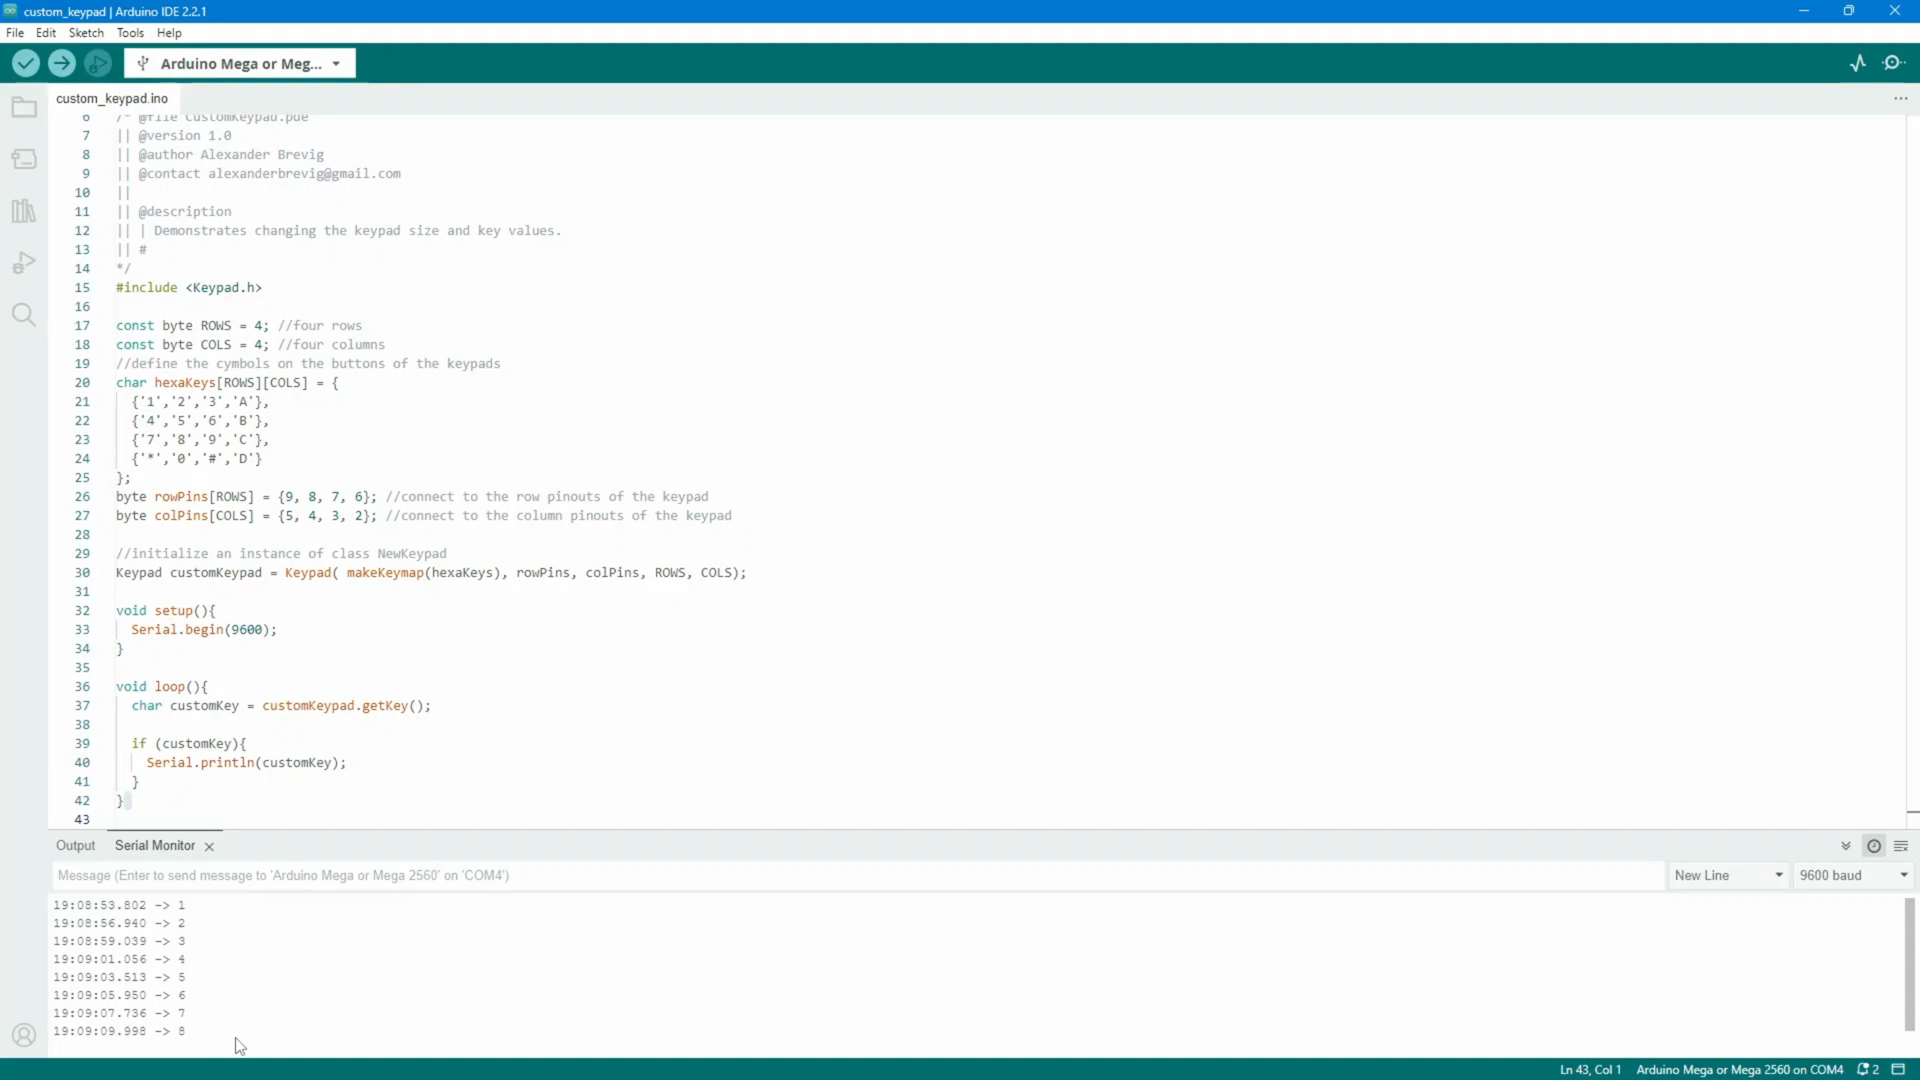 custom_keypad | Arduino IDE 2.2.1
File Edit Sketch Tools Help
Arduino Mega or Meg...
custom_keypad.ino
6 /* @file CustomKeypad.pde
7 || @version 1.0
8 || @author Alexander Brevig
9 || @contact alexanderbrevig@gmail.com
10 ||
11 || @description
12 || | Demonstrates changing the keypad size and key values.
13 || #
14 */
15 #include <Keypad.h>
16
17 const byte ROWS = 4; //four rows
18 const byte COLS = 4; //four columns
19 //define the cymbols on the buttons of the keypads
20 char hexaKeys[ROWS][COLS] = {
21 {'1','2','3','A'},
22 {'4','5','6','B'},
23 {'7','8','9','C'},
24 {'*','0','#','D'}
25 };
26 byte rowPins[ROWS] = {9, 8, 7, 6}; //connect to the row pinouts of the keypad
27 byte colPins[COLS] = {5, 4, 3, 2}; //connect to the column pinouts of the keypad
28
29 //initialize an instance of class NewKeypad
30 Keypad customKeypad = Keypad( makeKeymap(hexaKeys), rowPins, colPins, ROWS, COLS);
31
32 void setup(){
33 Serial.begin(9600);
34 }
35
36 void loop(){
37 char customKey = customKeypad.getKey();
38
39 if (customKey){
40 Serial.println(customKey);
41 }
42 }
43
Output Serial Monitor
Message (Enter to send message to 'Arduino Mega or Mega 2560' on 'COM4') New Line 9600 baud
19:08:53.802 -> 1
19:08:56.940 -> 2
19:08:59.039 -> 3
19:09:01.056 -> 4
19:09:03.513 -> 5
19:09:05.950 -> 6
19:09:07.736 -> 7
19:09:09.998 -> 8
Ln 43, Col 1 Arduino Mega or Mega 2560 on COM4 2